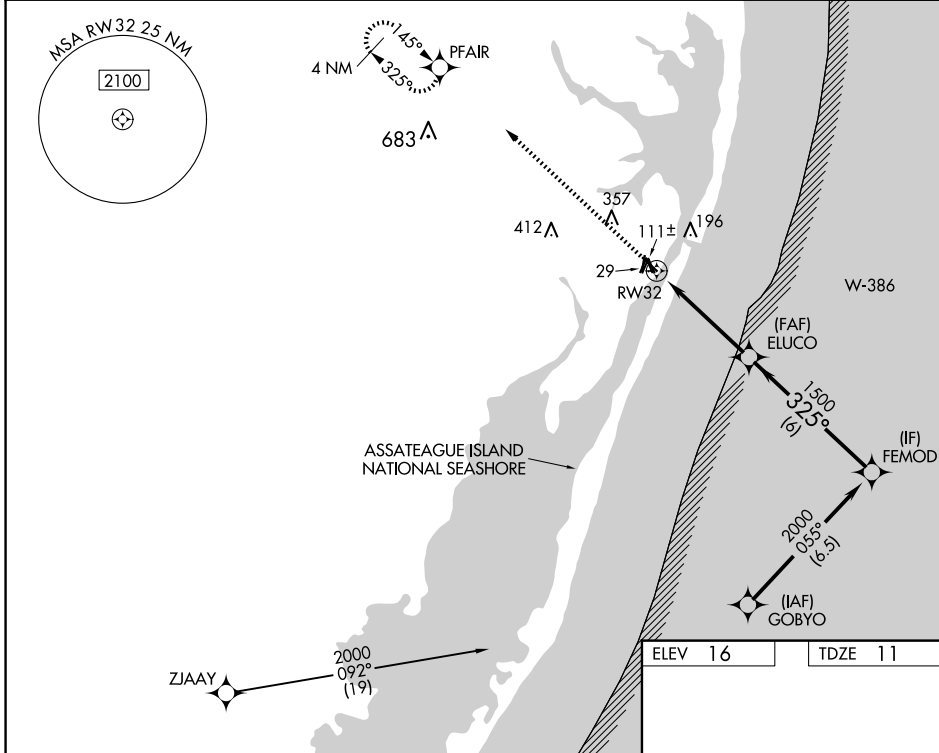 MSA RW32 25 NM
2100
4 NM
145°
325°
PFAIR
683
357
412
111±
196
29
RW32
W-386
(FAF)
ELUCO
1500
325°
(6)
(IF)
FEMOD
ASSATEAGUE ISLAND
NATIONAL SEASHORE
2000
055°
(6.5)
(IAF)
GOBYO
ZJAAY
2000
092°
(19)
ELEV 16
TDZE 11